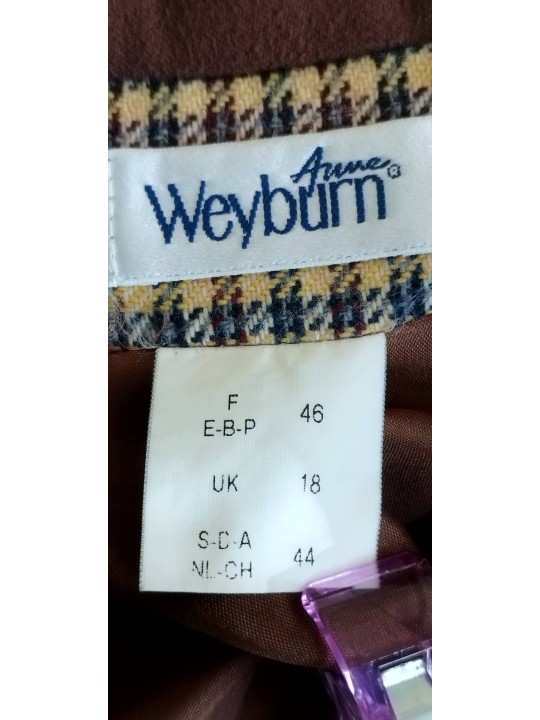 Anne
Weyburn®
F
E-B-P 46
UK 18
S-D-A
NL-CH 44